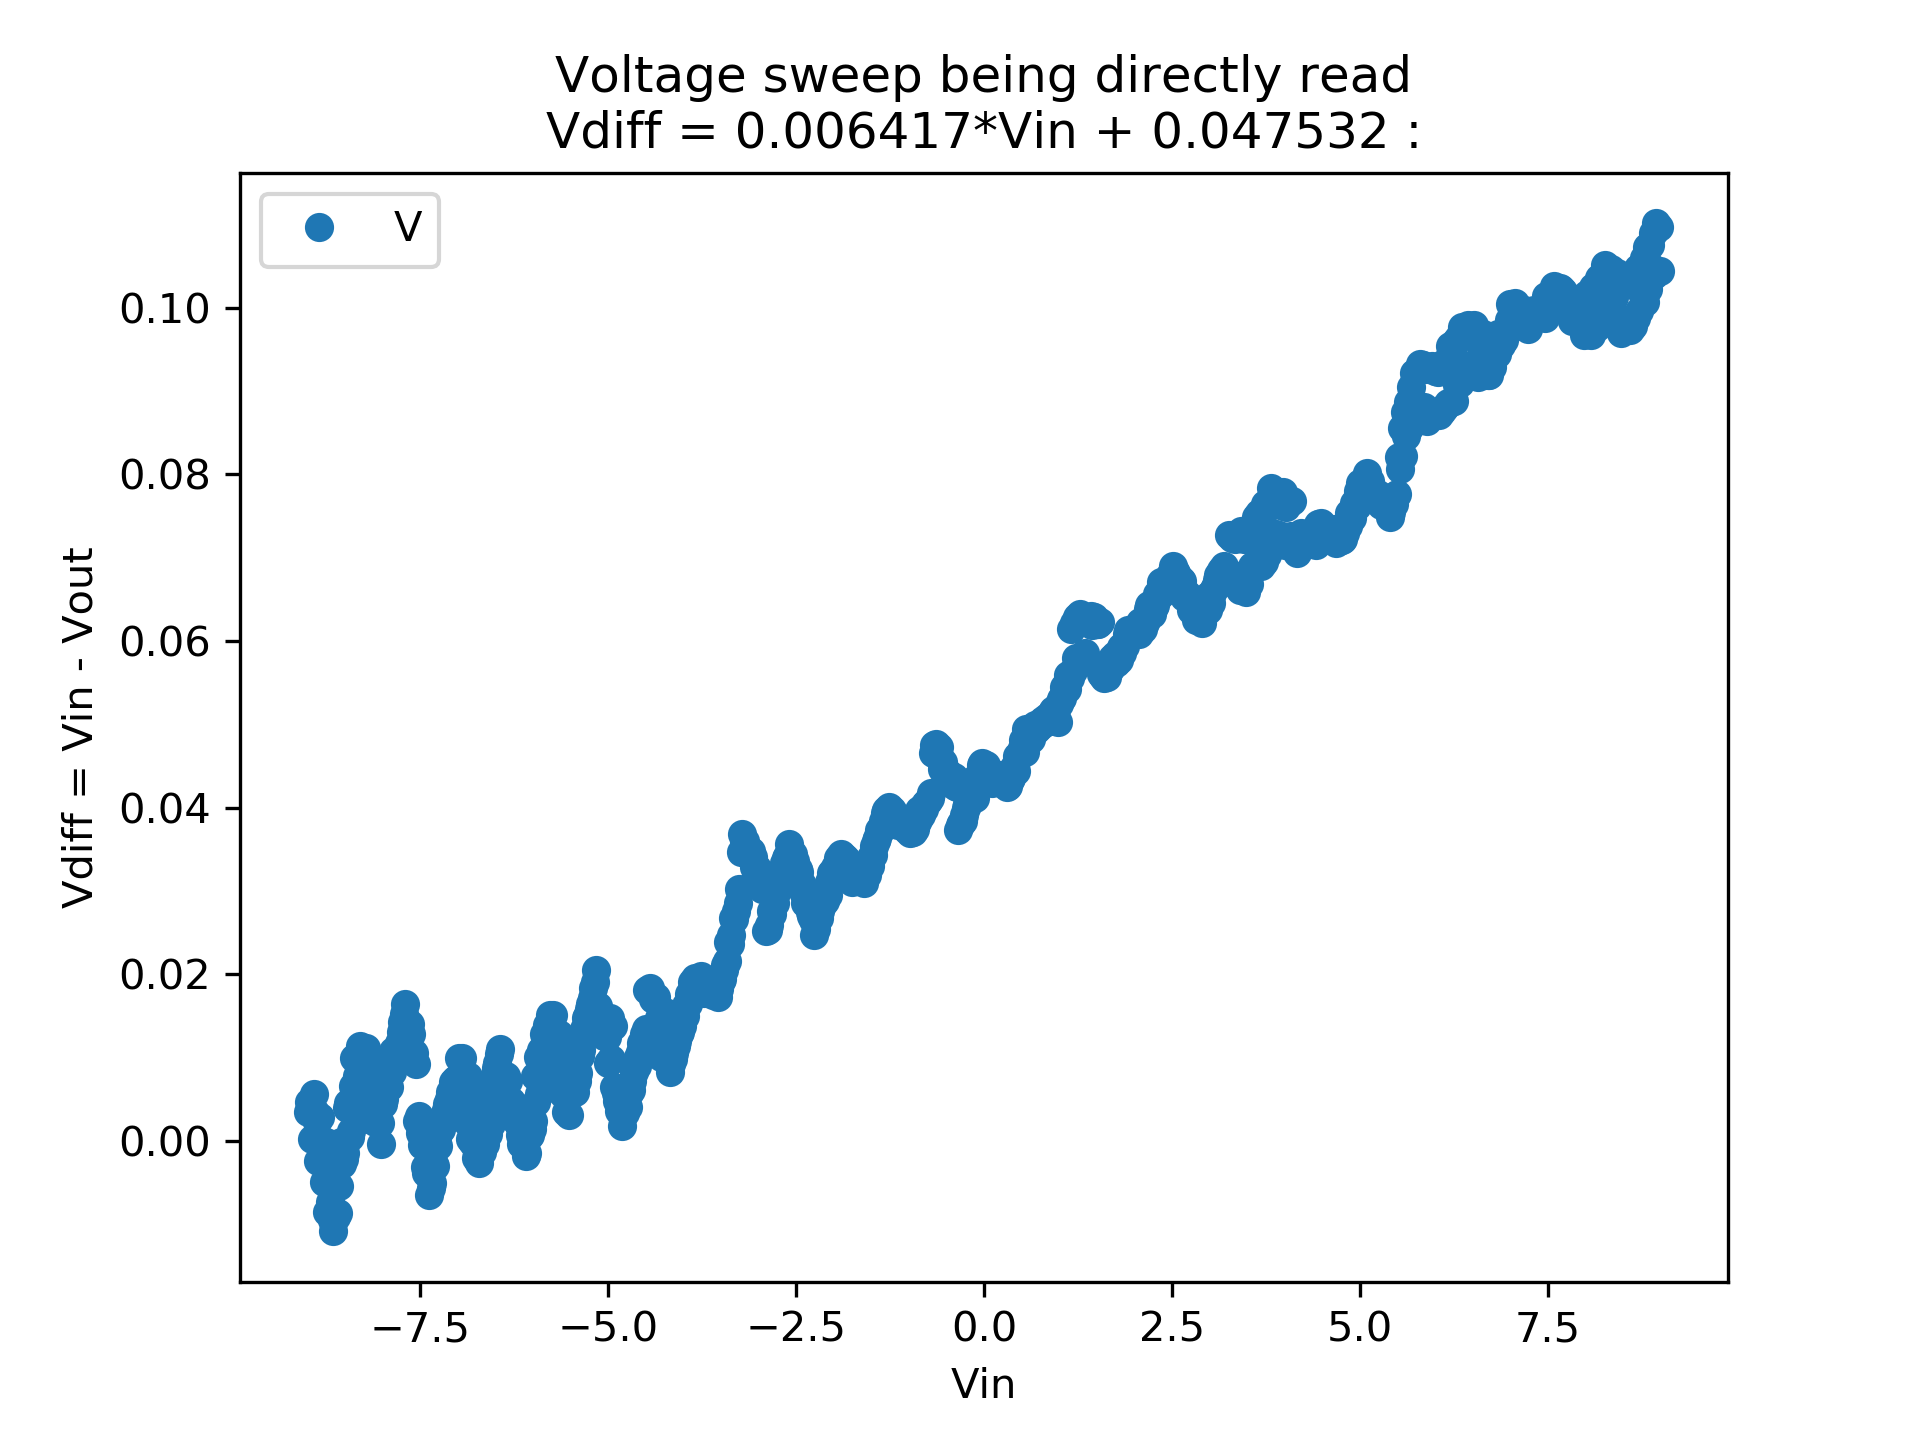 Voltage sweep being directly read
Vdiff = 0.006417*Vin + 0.047532 :
V
Vdiff = Vin - Vout
0.10
0.08
0.06
0.04
0.02
0.00
−7.5 −5.0 −2.5 0.0 2.5 5.0 7.5
Vin